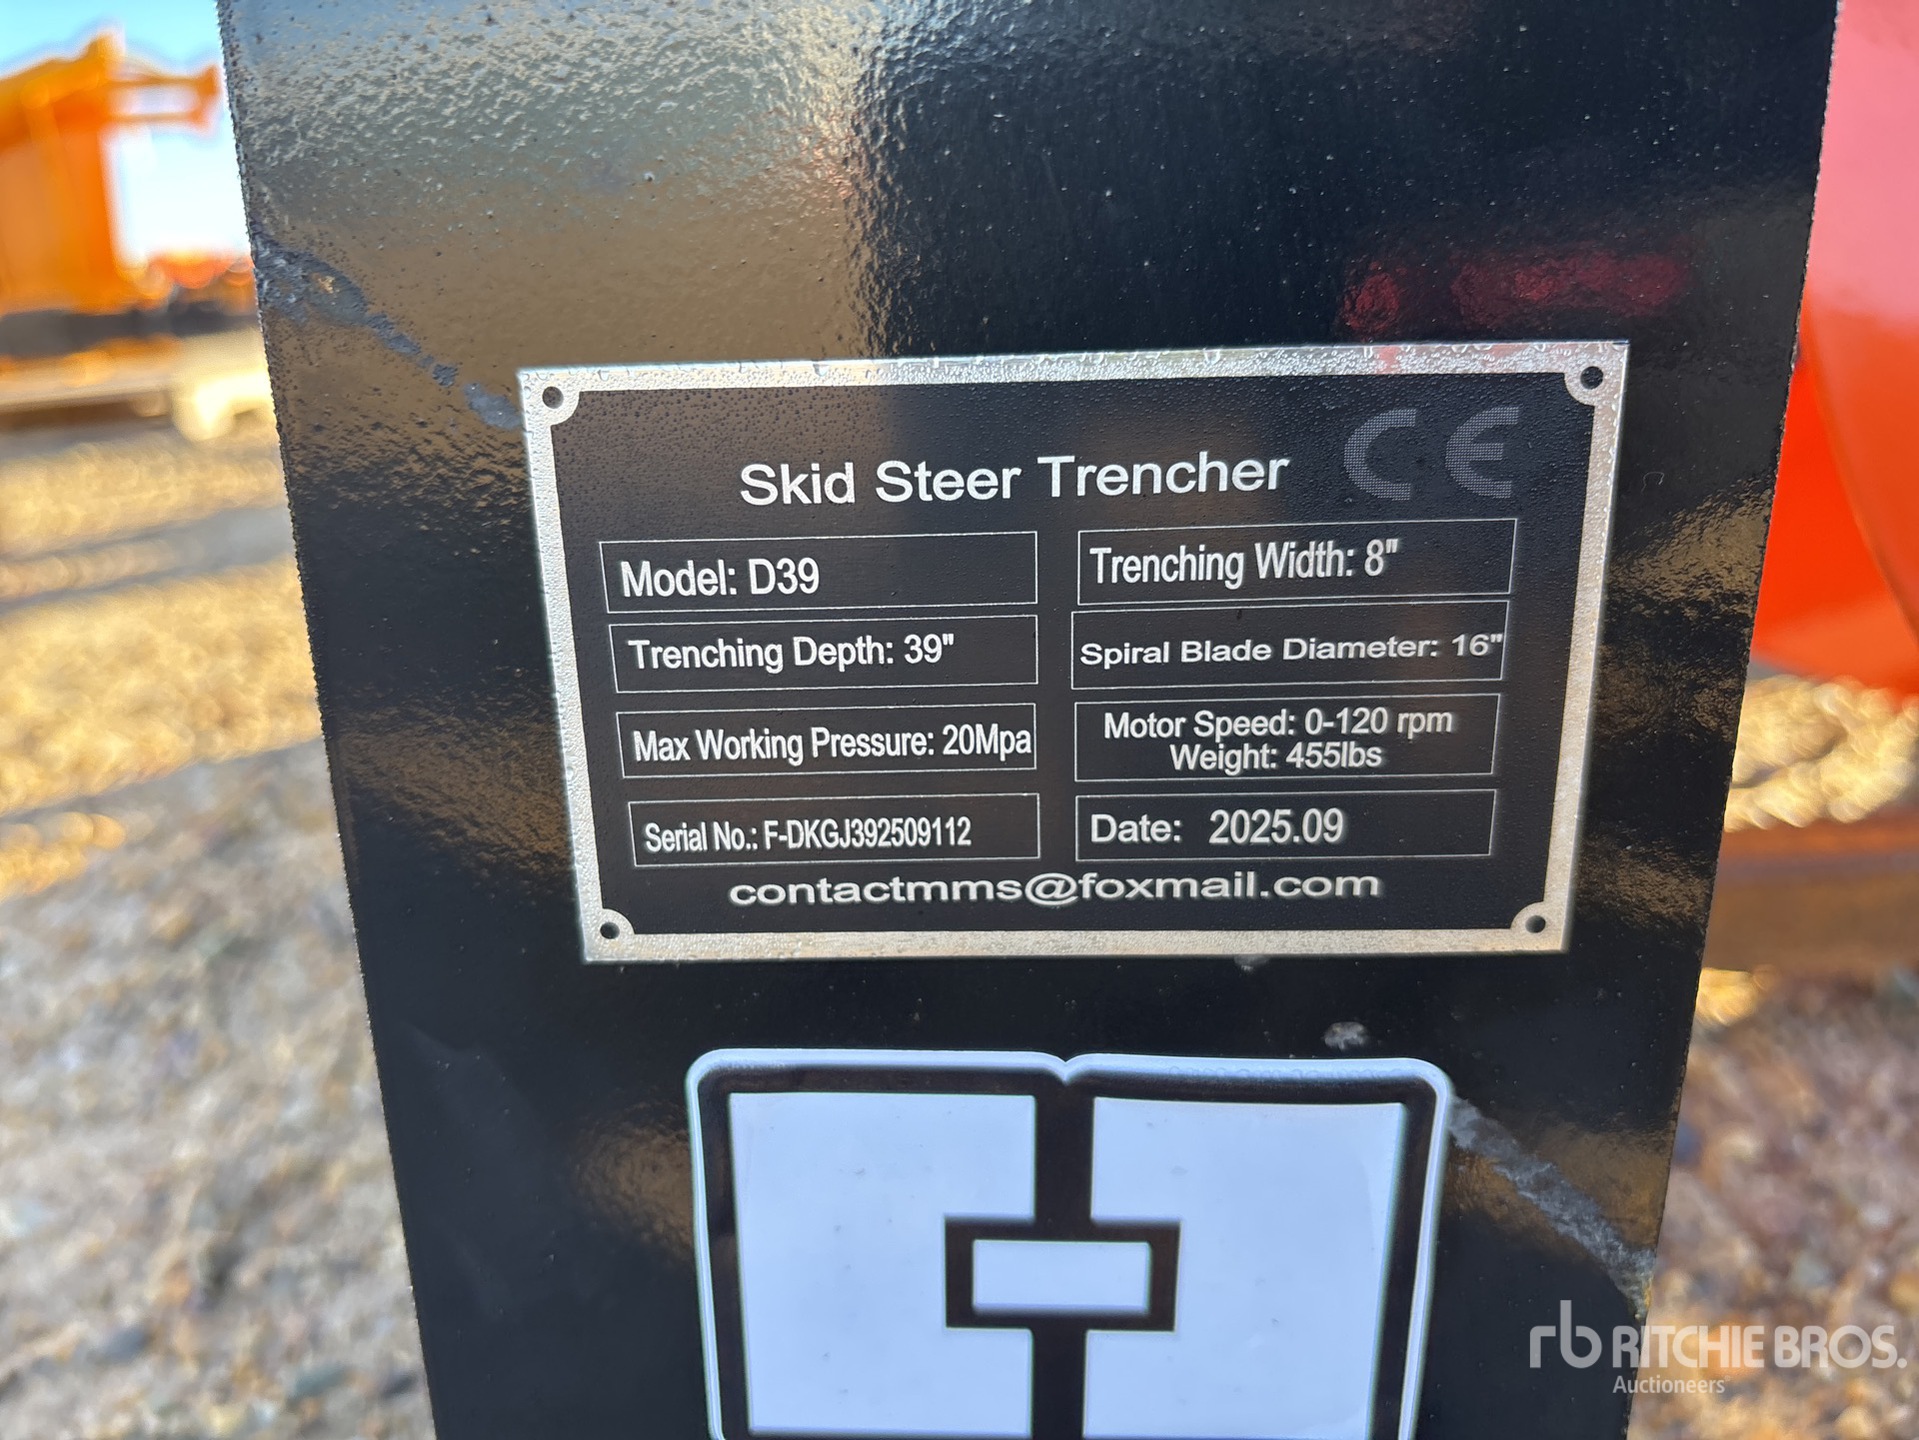 Skid Steer Trencher CE
Model: D39
Trenching Width: 8"
Trenching Depth: 39"
Spiral Blade Diameter: 16"
Max Working Pressure: 20Mpa
Motor Speed: 0-120 rpm
Weight: 455lbs
Serial No.: F-DKGJ392509112
Date: 2025.09
contactmms@foxmail.com
rb RITCHIE BROS.
Auctioneers